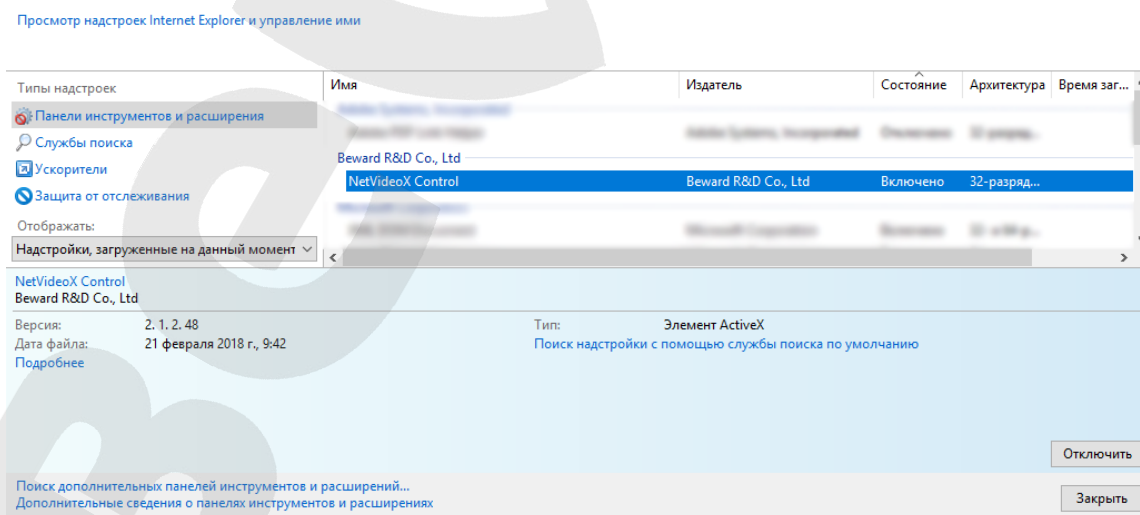 Просмотр надстроек Internet Explorer и управление ими
Типы надстроек
Панели инструментов и расширения
Службы поиска
Ускорители
Защита от отслеживания
Отображать:
Надстройки, загруженные на данный момент
Имя Издатель Состояние Архитектура Время заг...
Beward R&D Co., Ltd
NetVideoX Control Beward R&D Co., Ltd Включено 32-разряд...
NetVideoX Control
Beward R&D Co., Ltd
Версия: 2. 1. 2. 48
Дата файла: 21 февраля 2018 г., 9:42
Подробнее
Тип: Элемент ActiveX
Поиск надстройки с помощью службы поиска по умолчанию
Отключить
Поиск дополнительных панелей инструментов и расширений...
Дополнительные сведения о панелях инструментов и расширениях
Закрыть